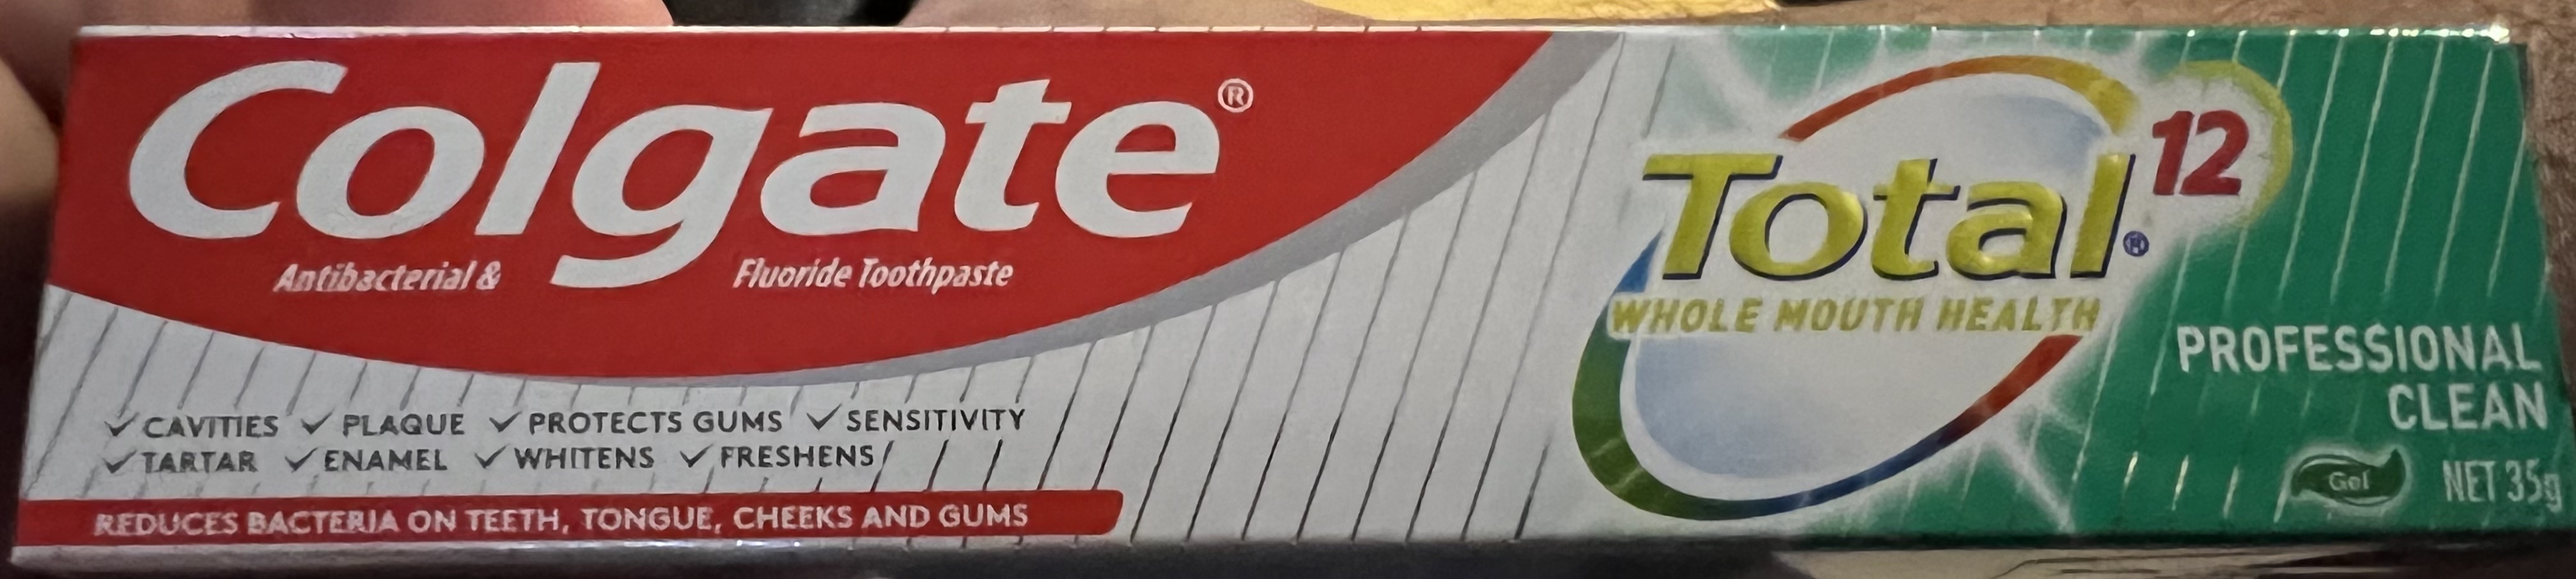 Colgate®
Antibacterial & Fluoride Toothpaste
✓ CAVITIES ✓ PLAQUE ✓ PROTECTS GUMS ✓ SENSITIVITY
✓ TARTAR ✓ ENAMEL ✓ WHITENS ✓ FRESHENS
REDUCES BACTERIA ON TEETH, TONGUE, CHEEKS AND GUMS
Total® 12
WHOLE MOUTH HEALTH
PROFESSIONAL
CLEAN
Gel NET 35g